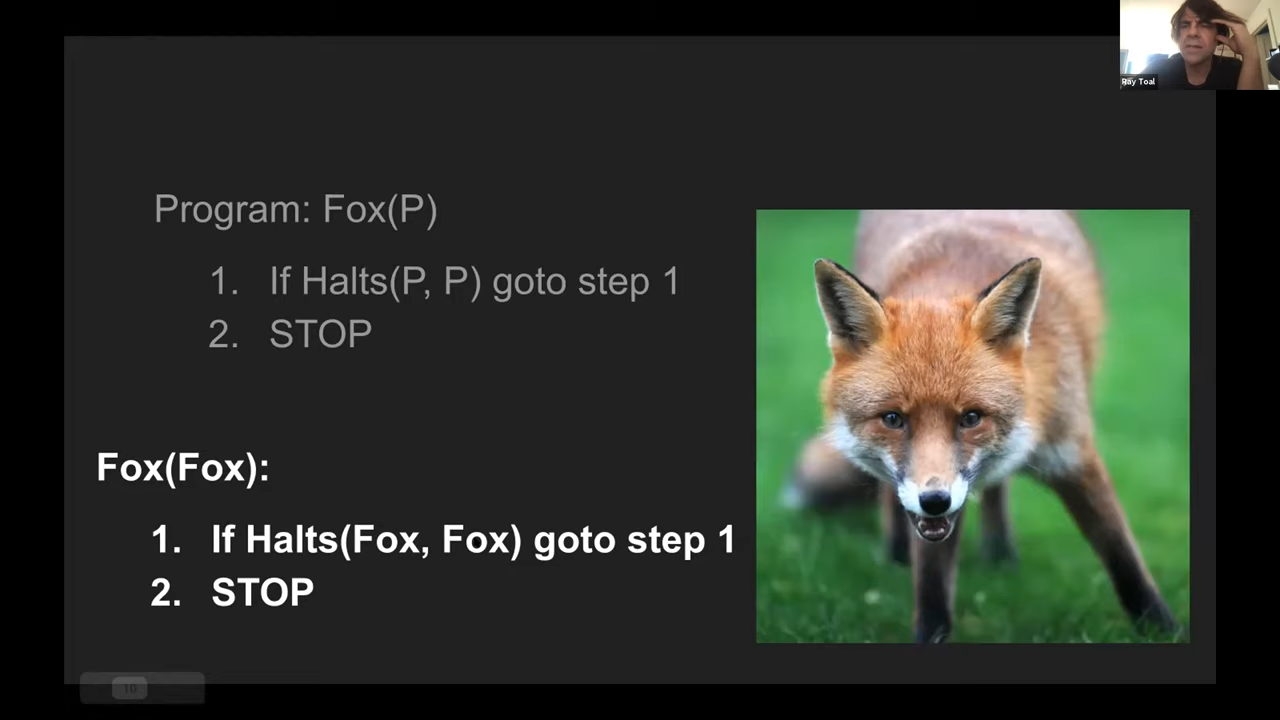 Ray Toal
Program: Fox(P)
1. If Halts(P, P) goto step 1
2. STOP
Fox(Fox):
1. If Halts(Fox, Fox) goto step 1
2. STOP
16